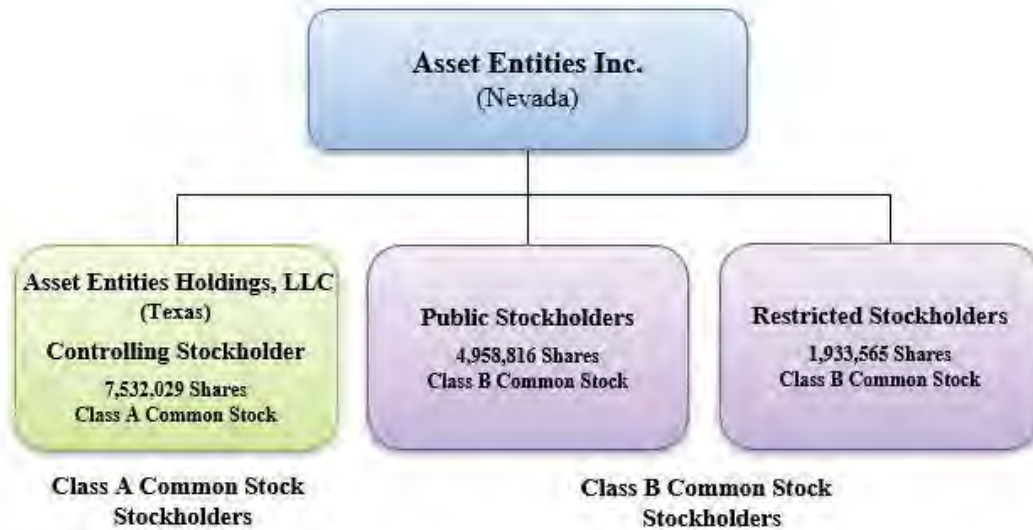 Asset Entities Inc.
(Nevada)
Asset Entities Holdings, LLC
(Texas)
Controlling Stockholder
7,532,029 Shares
Class A Common Stock
Public Stockholders
4,958,816 Shares
Class B Common Stock
Restricted Stockholders
1,933,565 Shares
Class B Common Stock
Class A Common Stock
Stockholders
Class B Common Stock
Stockholders